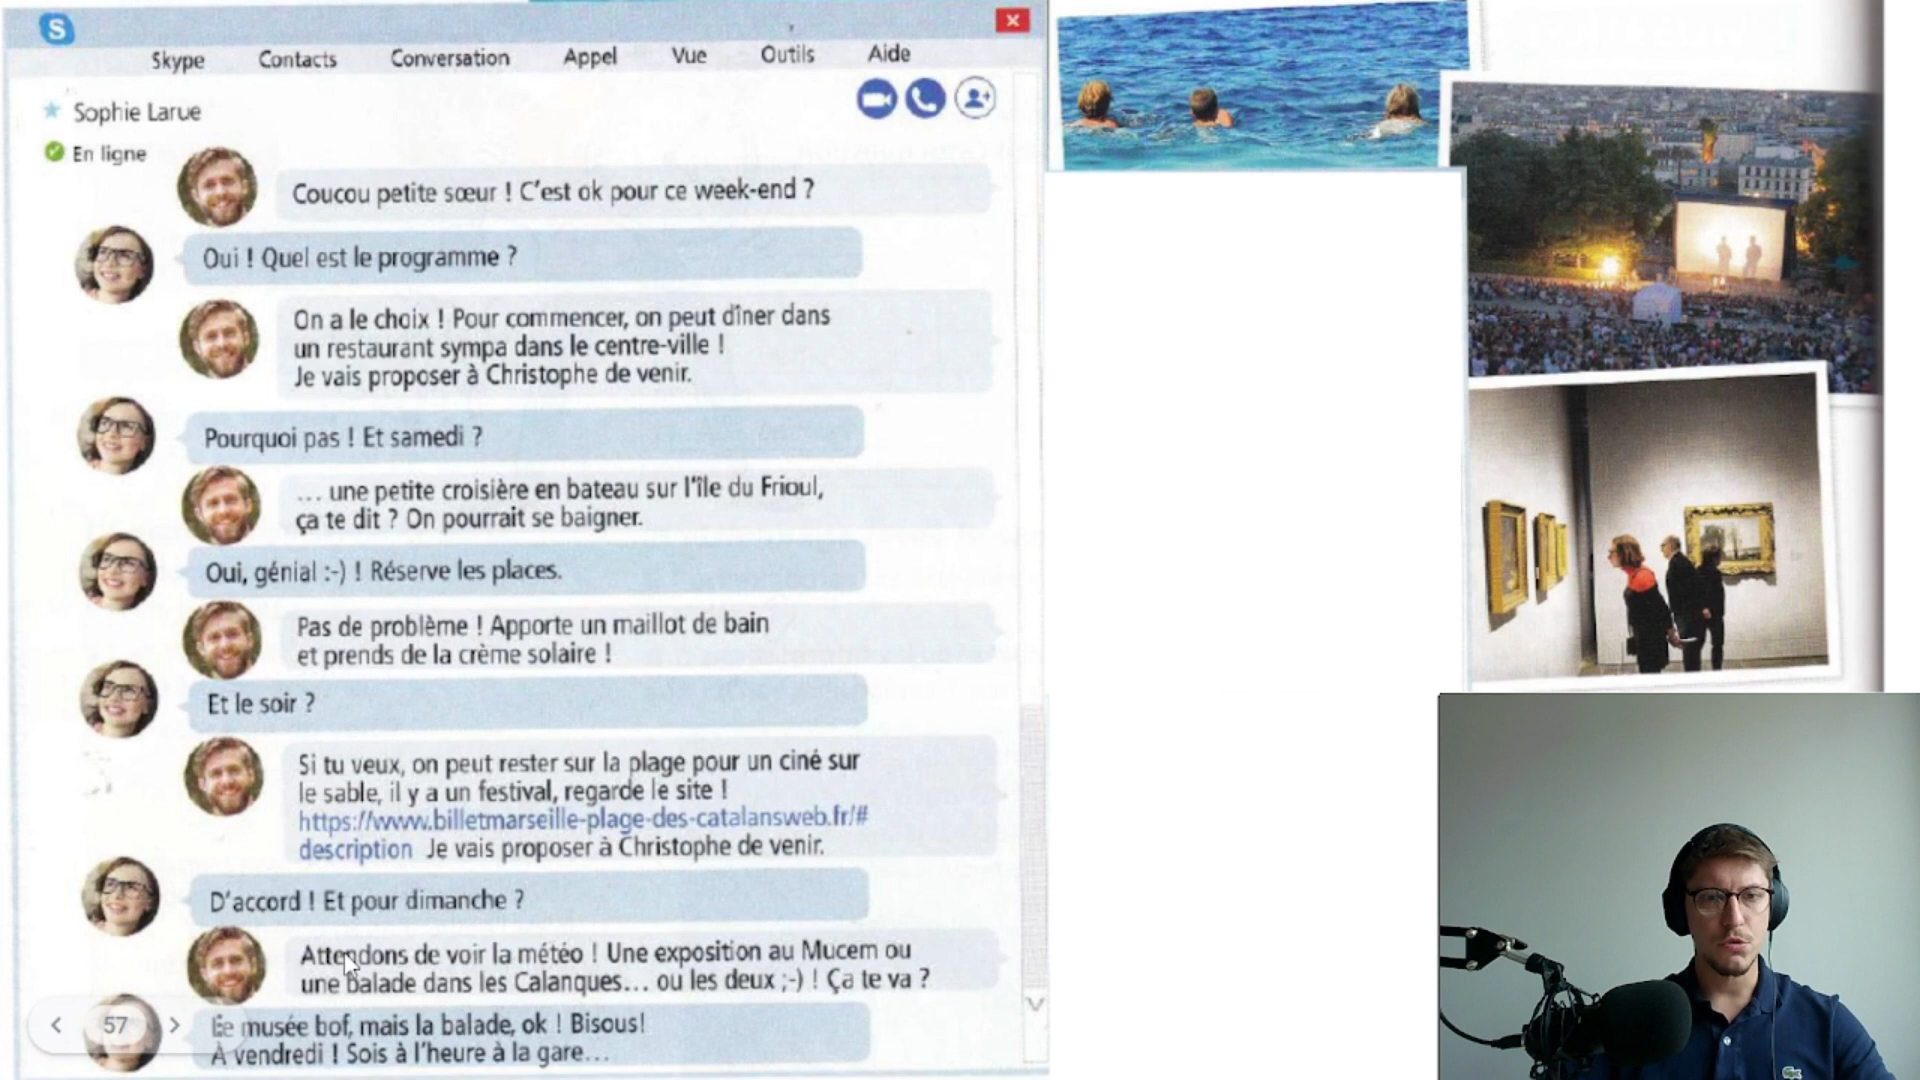 S
Skype Contacts Conversation Appel Vue Outils Aide
Sophie Larue
En ligne
Coucou petite sœur ! C'est ok pour ce week-end ?
Oui ! Quel est le programme ?
On a le choix ! Pour commencer, on peut dîner dans
un restaurant sympa dans le centre-ville !
Je vais proposer à Christophe de venir.
Pourquoi pas ! Et samedi ?
... une petite croisière en bateau sur l'île du Frioul,
ça te dit ? On pourrait se baigner.
Oui, génial :-) ! Réserve les places.
Pas de problème ! Apporte un maillot de bain
et prends de la crème solaire !
Et le soir ?
Si tu veux, on peut rester sur la plage pour un ciné sur
le sable, il y a un festival, regarde le site !
https://www.billetmarseille-plage-des-catalansweb.fr/#
description Je vais proposer à Christophe de venir.
D'accord ! Et pour dimanche ?
Attendons de voir la météo ! Une exposition au Mucem ou
une balade dans les Calanques... ou les deux ;-) ! Ça te va ?
Le musée bof, mais la balade, ok ! Bisous!
À vendredi ! Sois à l'heure à la gare...
57